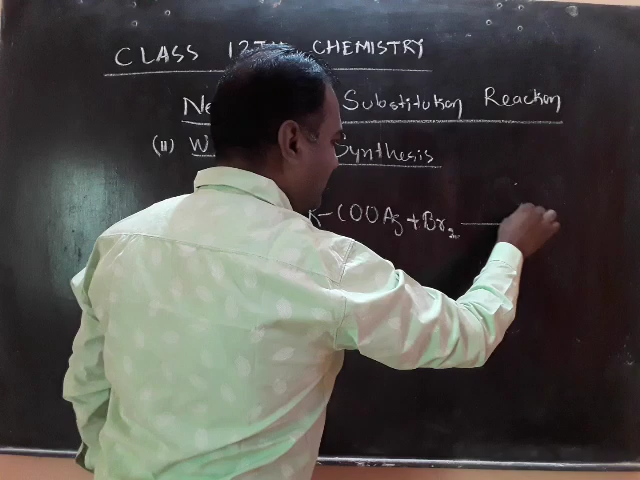 CLASS 12TH CHEMISTRY
Substitution Reaction
(II) Synthesis
R-COOAg + Br2